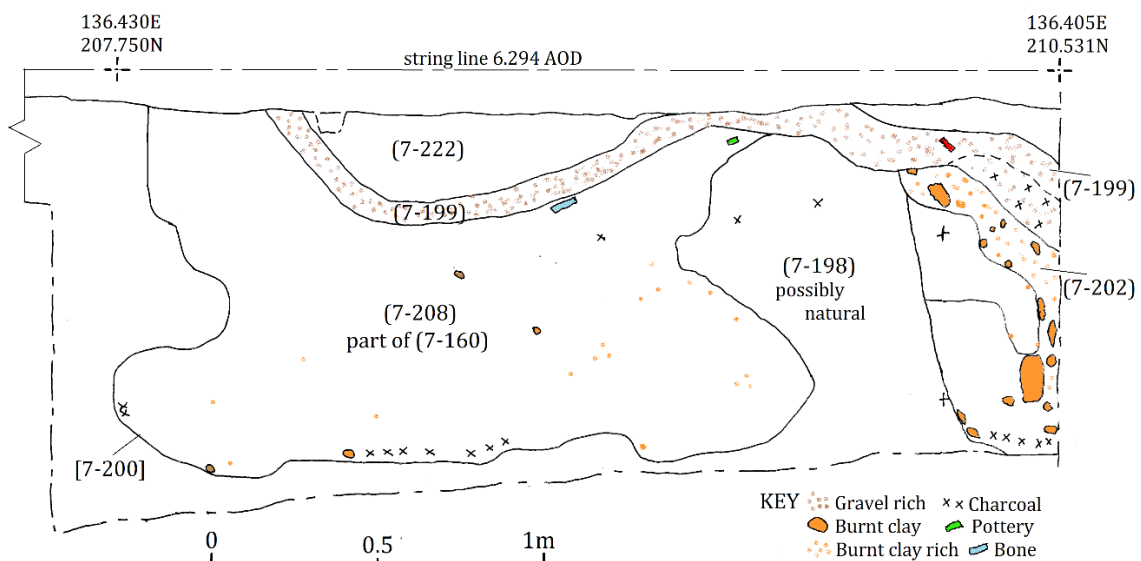 136.430E
207.750N
136.405E
210.531N
string line 6.294 AOD
(7-222)
(7-199)
(7-199)
(7-198)
possibly
natural
(7-202)
(7-208)
part of (7-160)
[7-200]
KEY Gravel rich Charcoal
Burnt clay Pottery
Burnt clay rich Bone
0 0.5 1m